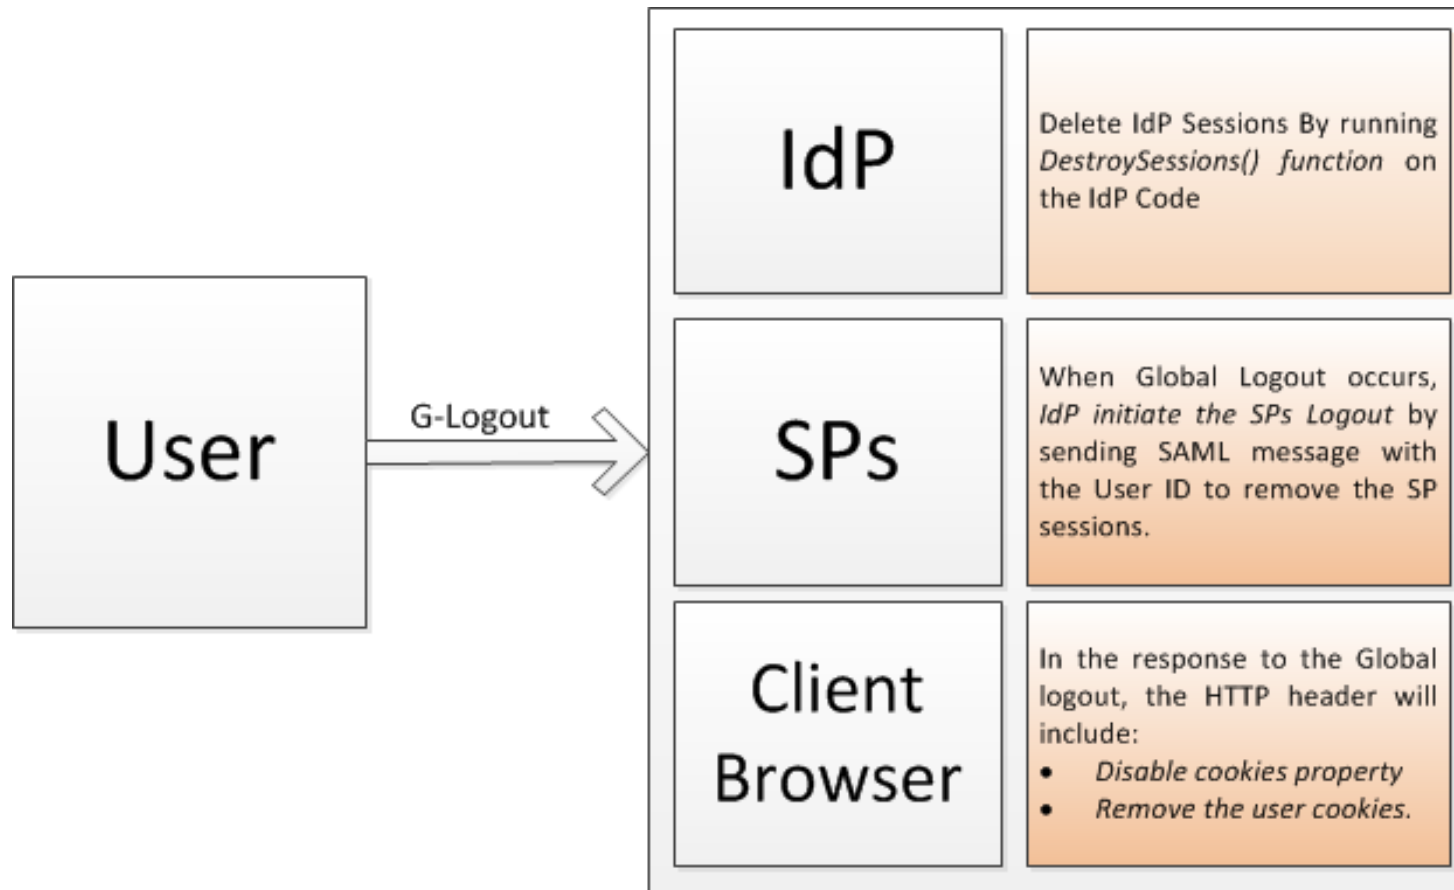 User
G-Logout
IdP
Delete IdP Sessions By running
DestroySessions() function on
the IdP Code
SPs
When Global Logout occurs,
IdP initiate the SPs Logout by
sending SAML message with
the User ID to remove the SP
sessions.
Client
Browser
In the response to the Global
logout, the HTTP header will
include:
• Disable cookies property
• Remove the user cookies.